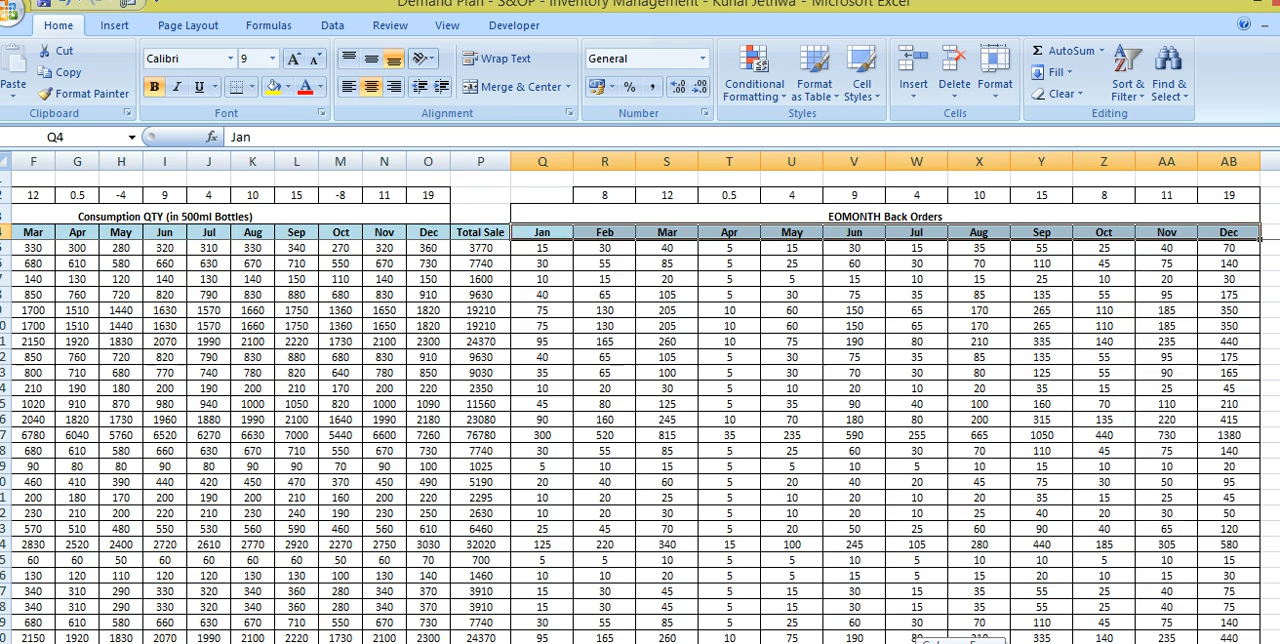 Demand Plan - S&OP - Inventory Management - Kunal Jethwa - Microsoft Excel
Home Insert Page Layout Formulas Data Review View Developer
Cut
Copy
Format Painter
Paste
Clipboard
Calibri 9
B I U
Font
Wrap Text
Merge & Center
Alignment
General
% ,
Number
Conditional Formatting Format as Table Cell Styles
Styles
Insert Delete Format
Cells
Σ AutoSum
Fill
Clear
Sort & Filter Find & Select
Editing
Q4 fx Jan
F G H I J K L M N O P Q R S T U V W X Y Z AA AB
12 0.5 -4 9 4 10 15 -8 11 19 8 12 0.5 4 9 4 10 15 8 11 19
Consumption QTY (in 500ml Bottles) EOMONTH Back Orders
Mar Apr May Jun Jul Aug Sep Oct Nov Dec Total Sale Jan Feb Mar Apr May Jun Jul Aug Sep Oct Nov Dec
330 300 280 320 310 330 340 270 320 360 3770 15 30 40 5 15 30 15 35 55 25 40 70
680 610 580 660 630 670 710 550 670 730 7740 30 55 85 5 25 60 30 70 110 45 75 140
140 130 120 140 130 140 150 110 140 150 1600 10 15 20 5 5 15 10 15 25 10 20 30
850 760 720 820 790 830 880 680 830 910 9630 40 65 105 5 30 75 35 85 135 55 95 175
1700 1510 1440 1630 1570 1660 1750 1360 1650 1820 19210 75 130 205 10 60 150 65 170 265 110 185 350
1700 1510 1440 1630 1570 1660 1750 1360 1650 1820 19210 75 130 205 10 60 150 65 170 265 110 185 350
2150 1920 1830 2070 1990 2100 2220 1730 2100 2300 24370 95 165 260 10 75 190 80 210 335 140 235 440
850 760 720 820 790 830 880 680 830 910 9630 40 65 105 5 30 75 35 85 135 55 95 175
800 710 680 770 740 780 820 640 780 850 9030 35 65 100 5 30 70 30 80 125 55 90 165
210 190 180 200 190 200 210 170 200 220 2350 10 20 30 5 10 20 10 20 35 15 25 45
1020 910 870 980 940 1000 1050 820 1000 1090 11560 45 80 125 5 35 90 40 100 160 70 110 210
2040 1820 1730 1960 1880 1990 2100 1640 1990 2180 23080 90 160 245 10 70 180 80 200 315 135 220 415
6780 6040 5760 6520 6270 6630 7000 5440 6600 7260 76780 300 520 815 35 235 590 255 665 1050 440 730 1380
680 610 580 660 630 670 710 550 670 730 7740 30 55 85 5 25 60 30 70 110 45 75 140
90 80 80 90 80 90 90 70 90 100 1025 5 10 15 5 5 10 5 10 15 10 10 20
460 410 390 440 420 450 470 370 450 490 5190 20 40 60 5 20 40 20 45 75 30 50 95
200 180 170 200 190 200 210 160 200 220 2295 10 20 25 5 10 20 10 20 35 15 25 45
230 210 200 220 210 230 240 190 230 250 2630 10 20 30 5 10 20 10 25 40 20 30 50
570 510 480 550 530 560 590 460 560 610 6460 25 45 70 5 20 50 25 60 90 40 65 120
2830 2520 2400 2720 2610 2770 2920 2270 2750 3030 32020 125 220 340 15 100 245 105 280 440 185 305 580
60 60 50 60 60 60 60 50 60 70 700 5 5 10 5 5 10 5 10 10 5 10 15
130 120 110 120 120 130 130 100 130 140 1460 10 10 20 5 5 15 5 15 20 10 15 30
340 310 290 330 320 340 360 280 340 370 3910 15 30 45 5 15 30 15 35 55 25 40 75
340 310 290 330 320 340 360 280 340 370 3910 15 30 45 5 15 30 15 35 55 25 40 75
680 610 580 660 630 670 710 550 670 730 7740 30 55 85 5 25 60 30 70 110 45 75 140
2150 1920 1830 2070 1990 2100 2220 1730 2100 2300 24370 95 165 260 10 75 190 335 140 235 440